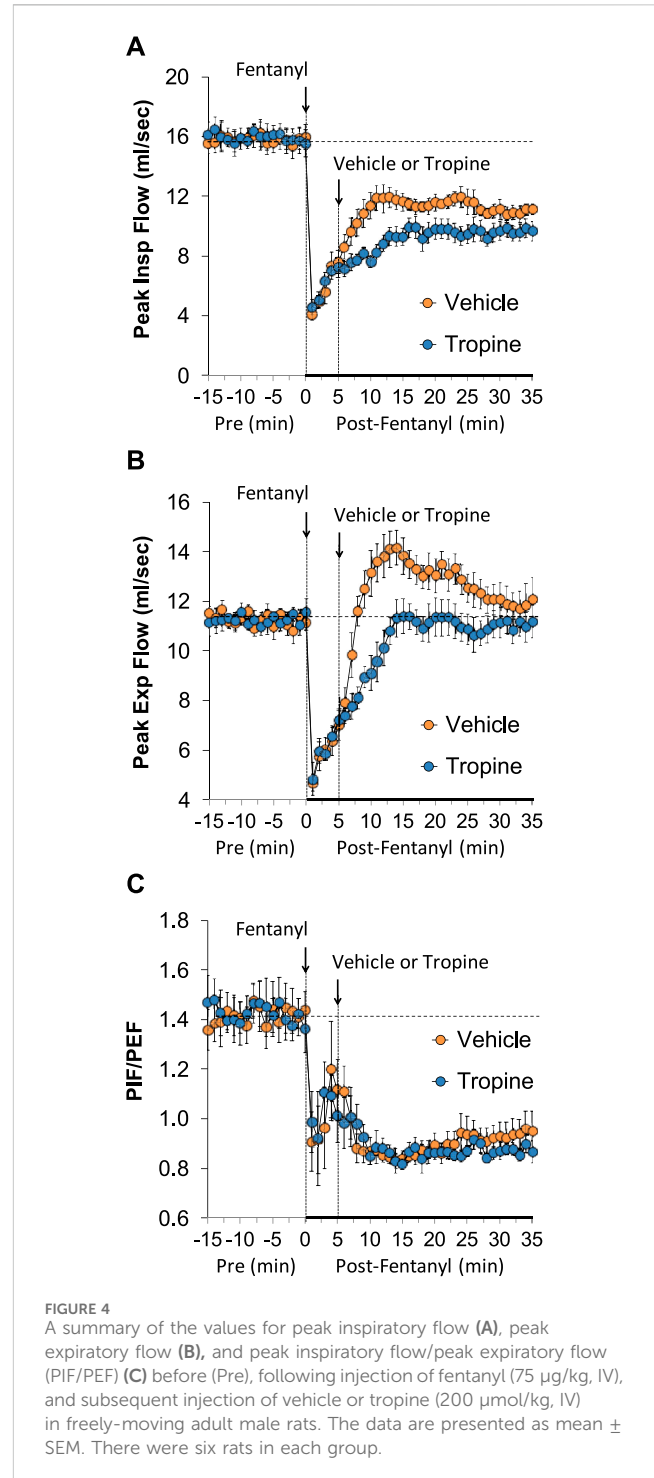 A
Fentanyl
Vehicle or Tropine
Peak Insp Flow (ml/sec)
20
16
12
8
4
0
Vehicle
Tropine
-15 -10 -5 0 5 10 15 20 25 30 35
Pre (min) Post-Fentanyl (min)
B
Fentanyl
Vehicle or Tropine
Peak Exp Flow (ml/sec)
16
14
12
10
8
6
4
Vehicle
Tropine
-15 -10 -5 0 5 10 15 20 25 30 35
Pre (min) Post-Fentanyl (min)
C
Fentanyl
Vehicle or Tropine
PIF/PEF
1.8
1.6
1.4
1.2
1.0
0.8
0.6
Vehicle
Tropine
-15 -10 -5 0 5 10 15 20 25 30 35
Pre (min) Post-Fentanyl (min)
FIGURE 4
A summary of the values for peak inspiratory flow (A), peak
expiratory flow (B), and peak inspiratory flow/peak expiratory flow
(PIF/PEF) (C) before (Pre), following injection of fentanyl (75 µg/kg, IV),
and subsequent injection of vehicle or tropine (200 µmol/kg, IV)
in freely-moving adult male rats. The data are presented as mean ±
SEM. There were six rats in each group.